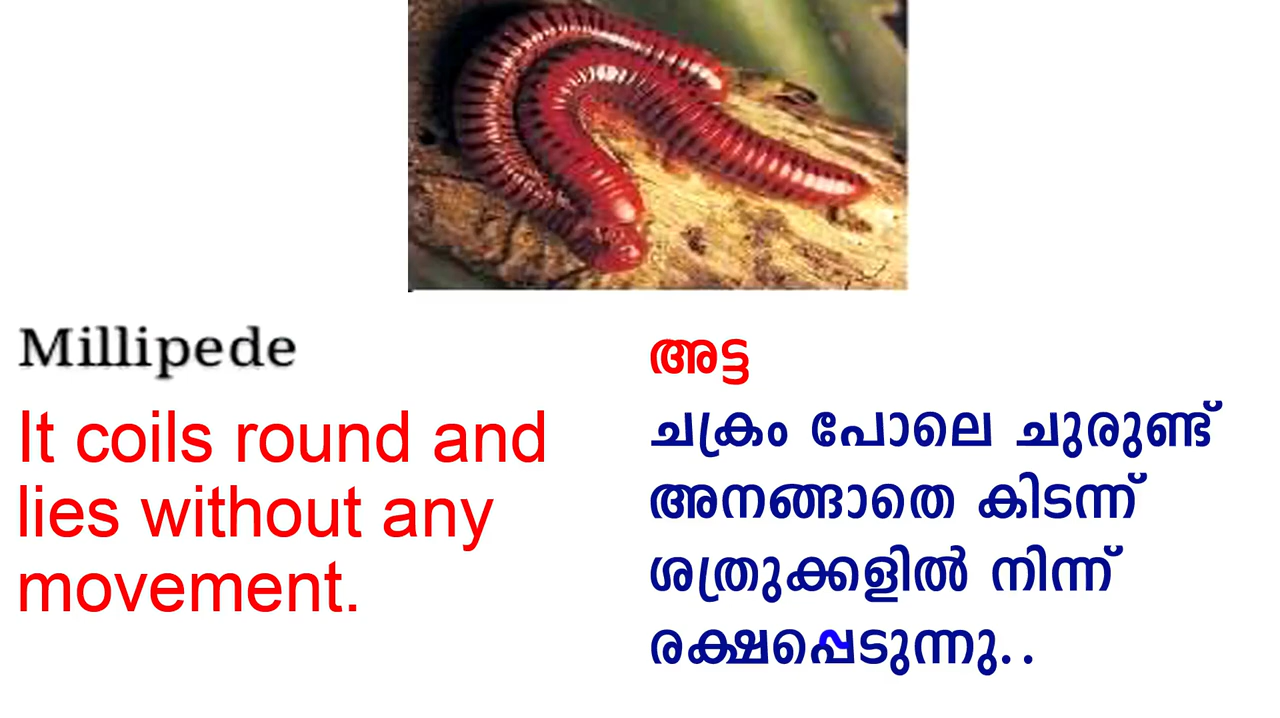 Millipede
It coils round and
lies without any
movement.
അട്ട
ചക്രം പോലെ ചുരുണ്ട്
അനങ്ങാതെ കിടന്ന്
ശത്രുക്കളിൽ നിന്ന്
രക്ഷപ്പെടുന്നു..